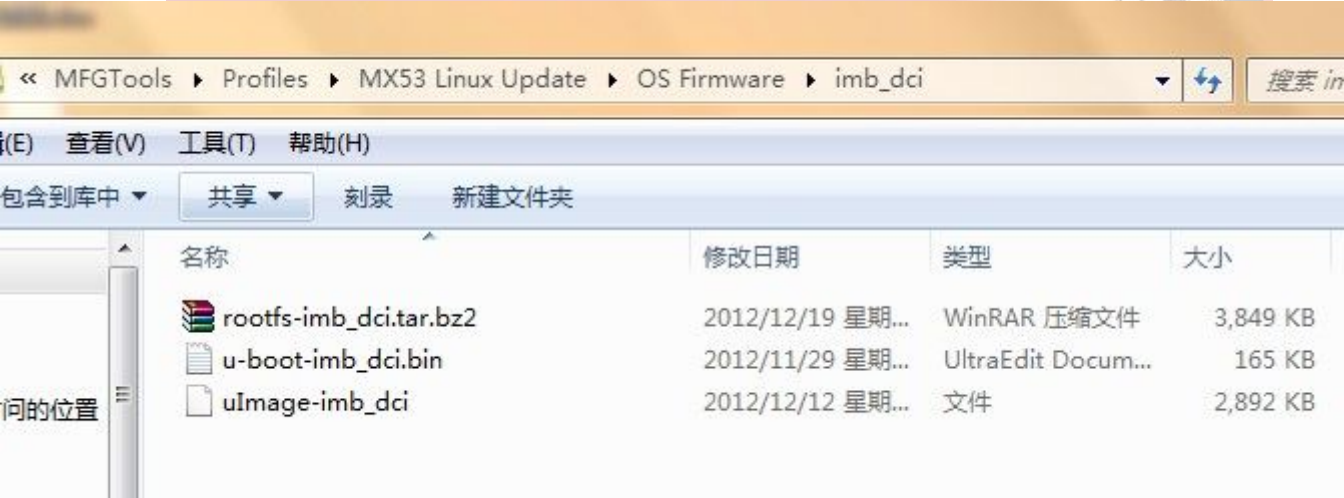 « MFGTools ▸ Profiles ▸ MX53 Linux Update ▸ OS Firmware ▸ imb_dci 搜索 im
(E) 查看(V) 工具(T) 帮助(H)
包含到库中 共享 刻录 新建文件夹
名称 修改日期 类型 大小
rootfs-imb_dci.tar.bz2 2012/12/19 星期... WinRAR 压缩文件 3,849 KB
u-boot-imb_dci.bin 2012/11/29 星期... UltraEdit Docum... 165 KB
uImage-imb_dci 2012/12/12 星期... 文件 2,892 KB
问的位置